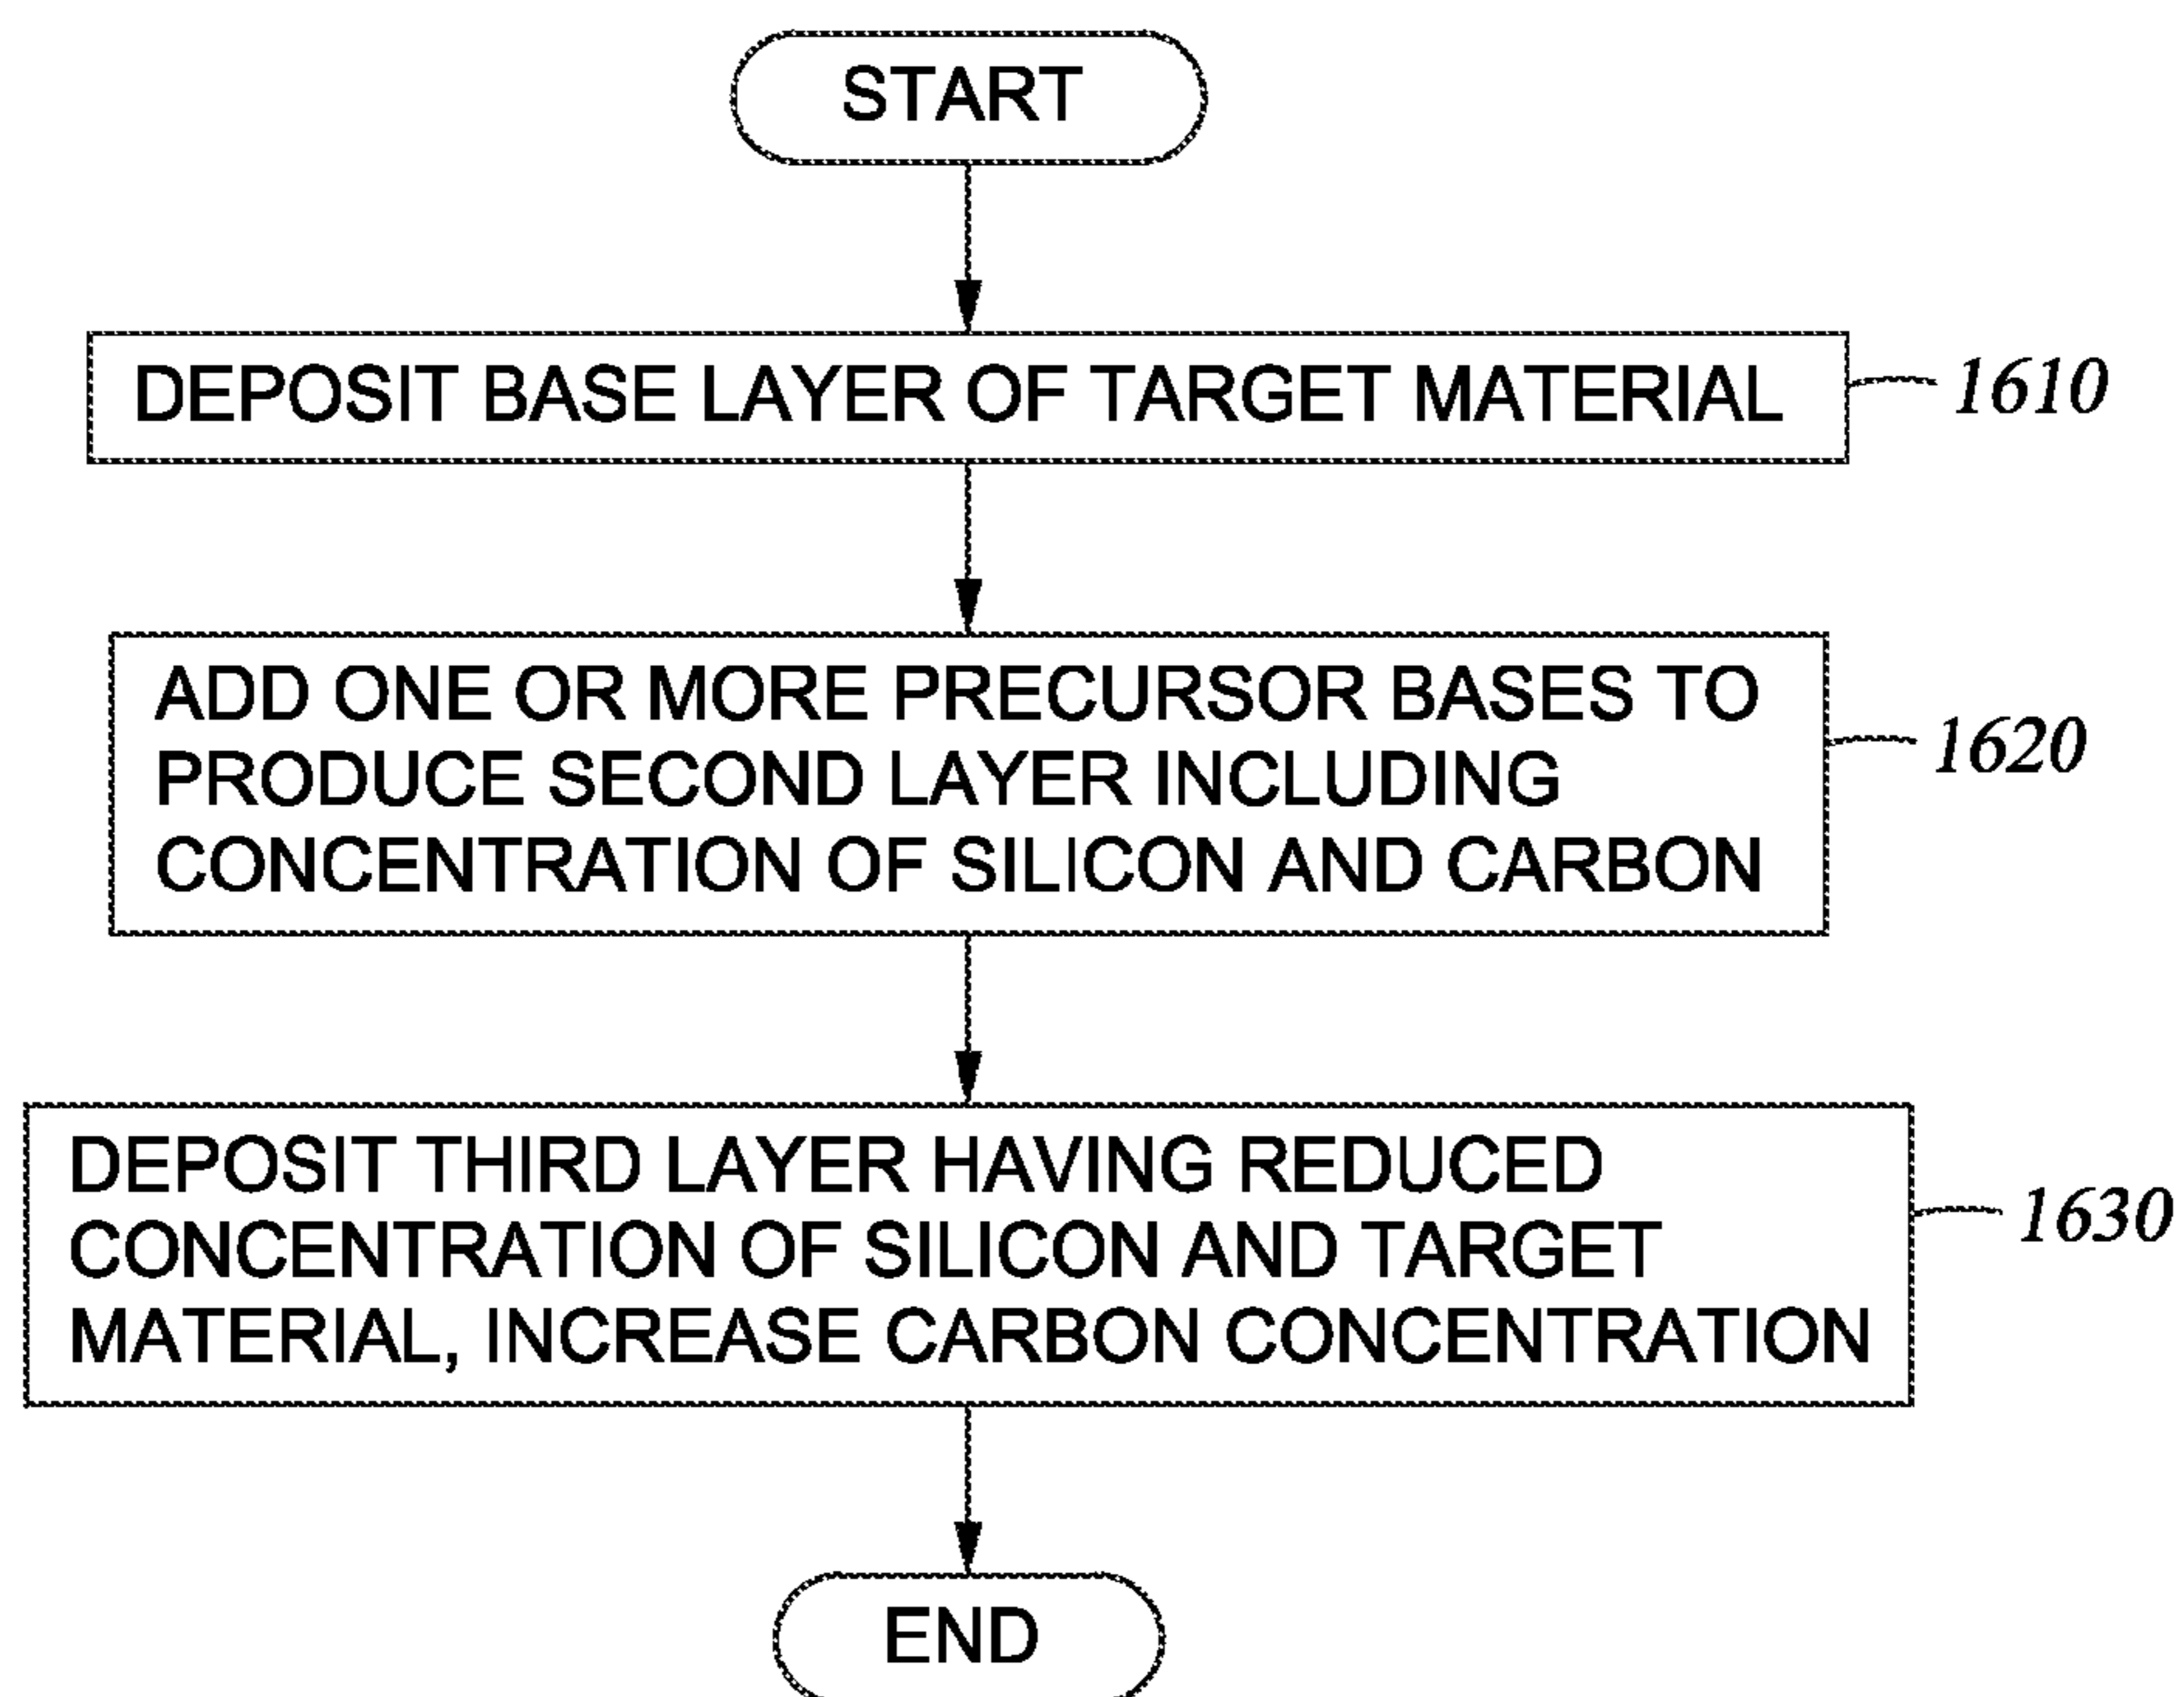 START
DEPOSIT BASE LAYER OF TARGET MATERIAL
1610
ADD ONE OR MORE PRECURSOR BASES TO
PRODUCE SECOND LAYER INCLUDING
CONCENTRATION OF SILICON AND CARBON
1620
DEPOSIT THIRD LAYER HAVING REDUCED
CONCENTRATION OF SILICON AND TARGET
MATERIAL, INCREASE CARBON CONCENTRATION
1630
END